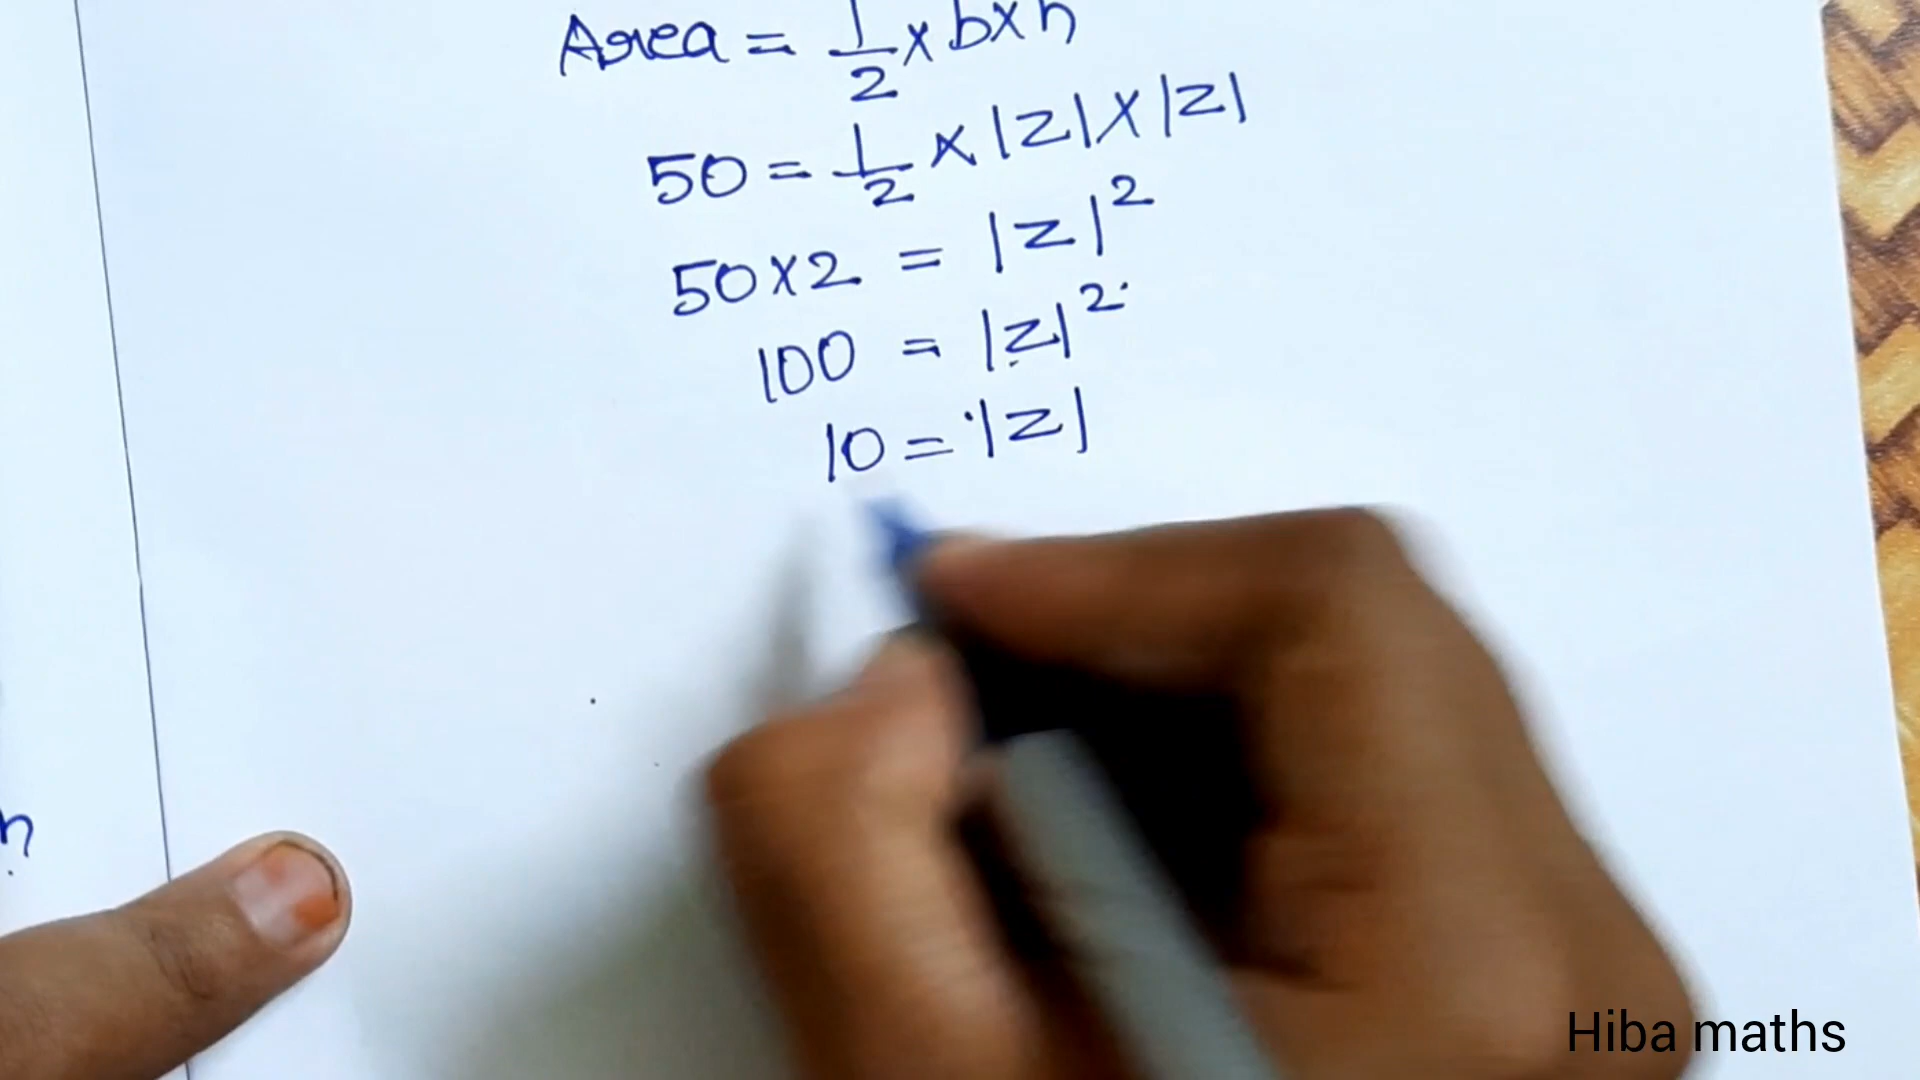 Area = 1/2 × b × h
50 = 1/2 × |z| × |z|
50 × 2 = |z|²
100 = |z|²
10 = |z|
h
Hiba maths